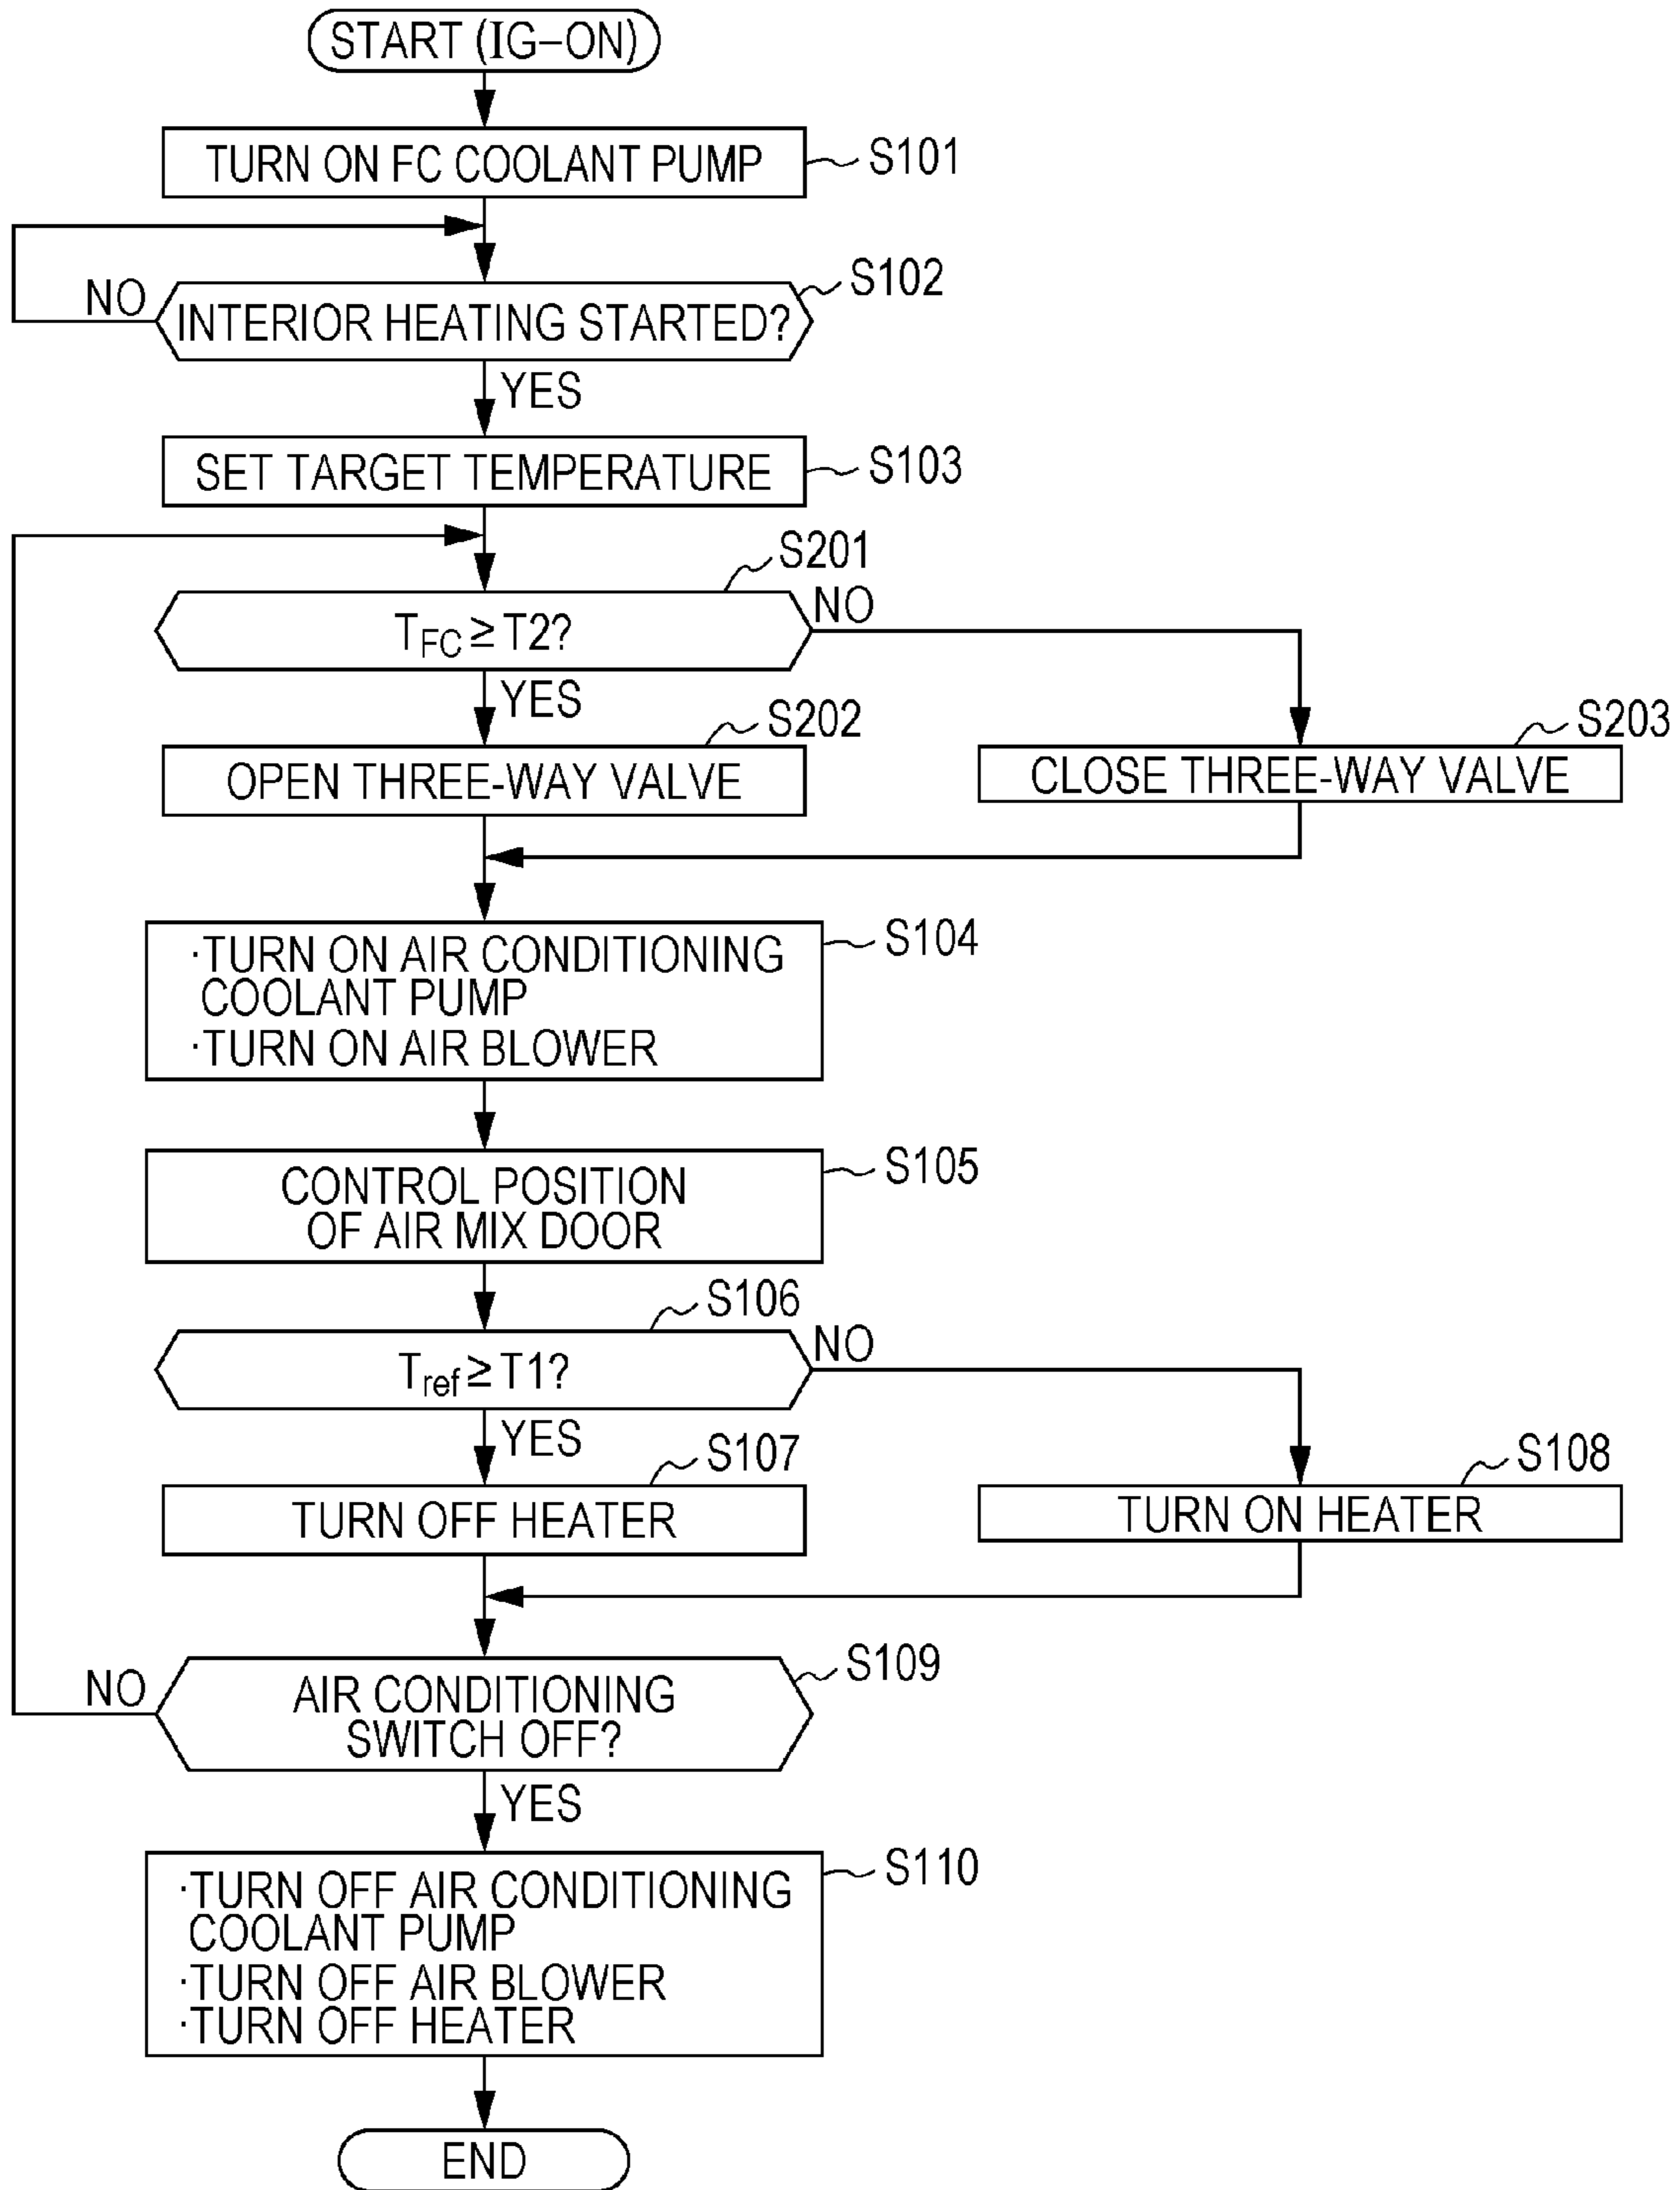 START (IG–ON)
TURN ON FC COOLANT PUMP
S101
S102
NO
INTERIOR HEATING STARTED?
YES
SET TARGET TEMPERATURE
S103
S201
NO
TFC ≥ T2?
YES
S202
S203
OPEN THREE-WAY VALVE
CLOSE THREE-WAY VALVE
S104
·TURN ON AIR CONDITIONING
COOLANT PUMP
·TURN ON AIR BLOWER
S105
CONTROL POSITION
OF AIR MIX DOOR
S106
NO
Tref ≥ T1?
YES
S107
S108
TURN OFF HEATER
TURN ON HEATER
S109
NO
AIR CONDITIONING
SWITCH OFF?
YES
S110
·TURN OFF AIR CONDITIONING
COOLANT PUMP
·TURN OFF AIR BLOWER
·TURN OFF HEATER
END